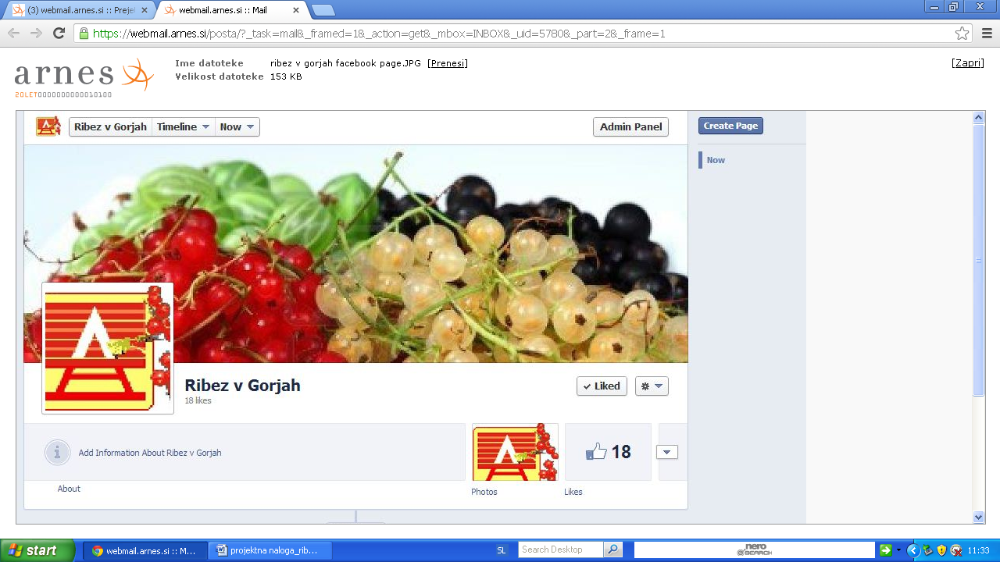 (3) webmail.arnes.si :: Preje
webmail.arnes.si :: Mail
https://webmail.arnes.si/posta/?_task=mail&_framed=1&_action=get&_mbox=INBOX&_uid=5780&_part=2&_frame=1
arnes
20LET0000000000010100
Ime datoteke ribez v gorjah facebook page.JPG [Prenesi]
Velikost datoteke 153 KB
[Zapri]
Ribez v Gorjah Timeline Now
Admin Panel
Create Page
Now
Ribez v Gorjah
18 likes
Liked
Add Information About Ribez v Gorjah
18
About
Photos
Likes
start
webmail.arnes.si :: M...
projektna naloga_rib...
SL
Search Desktop
nero
@SEARCH
11:33